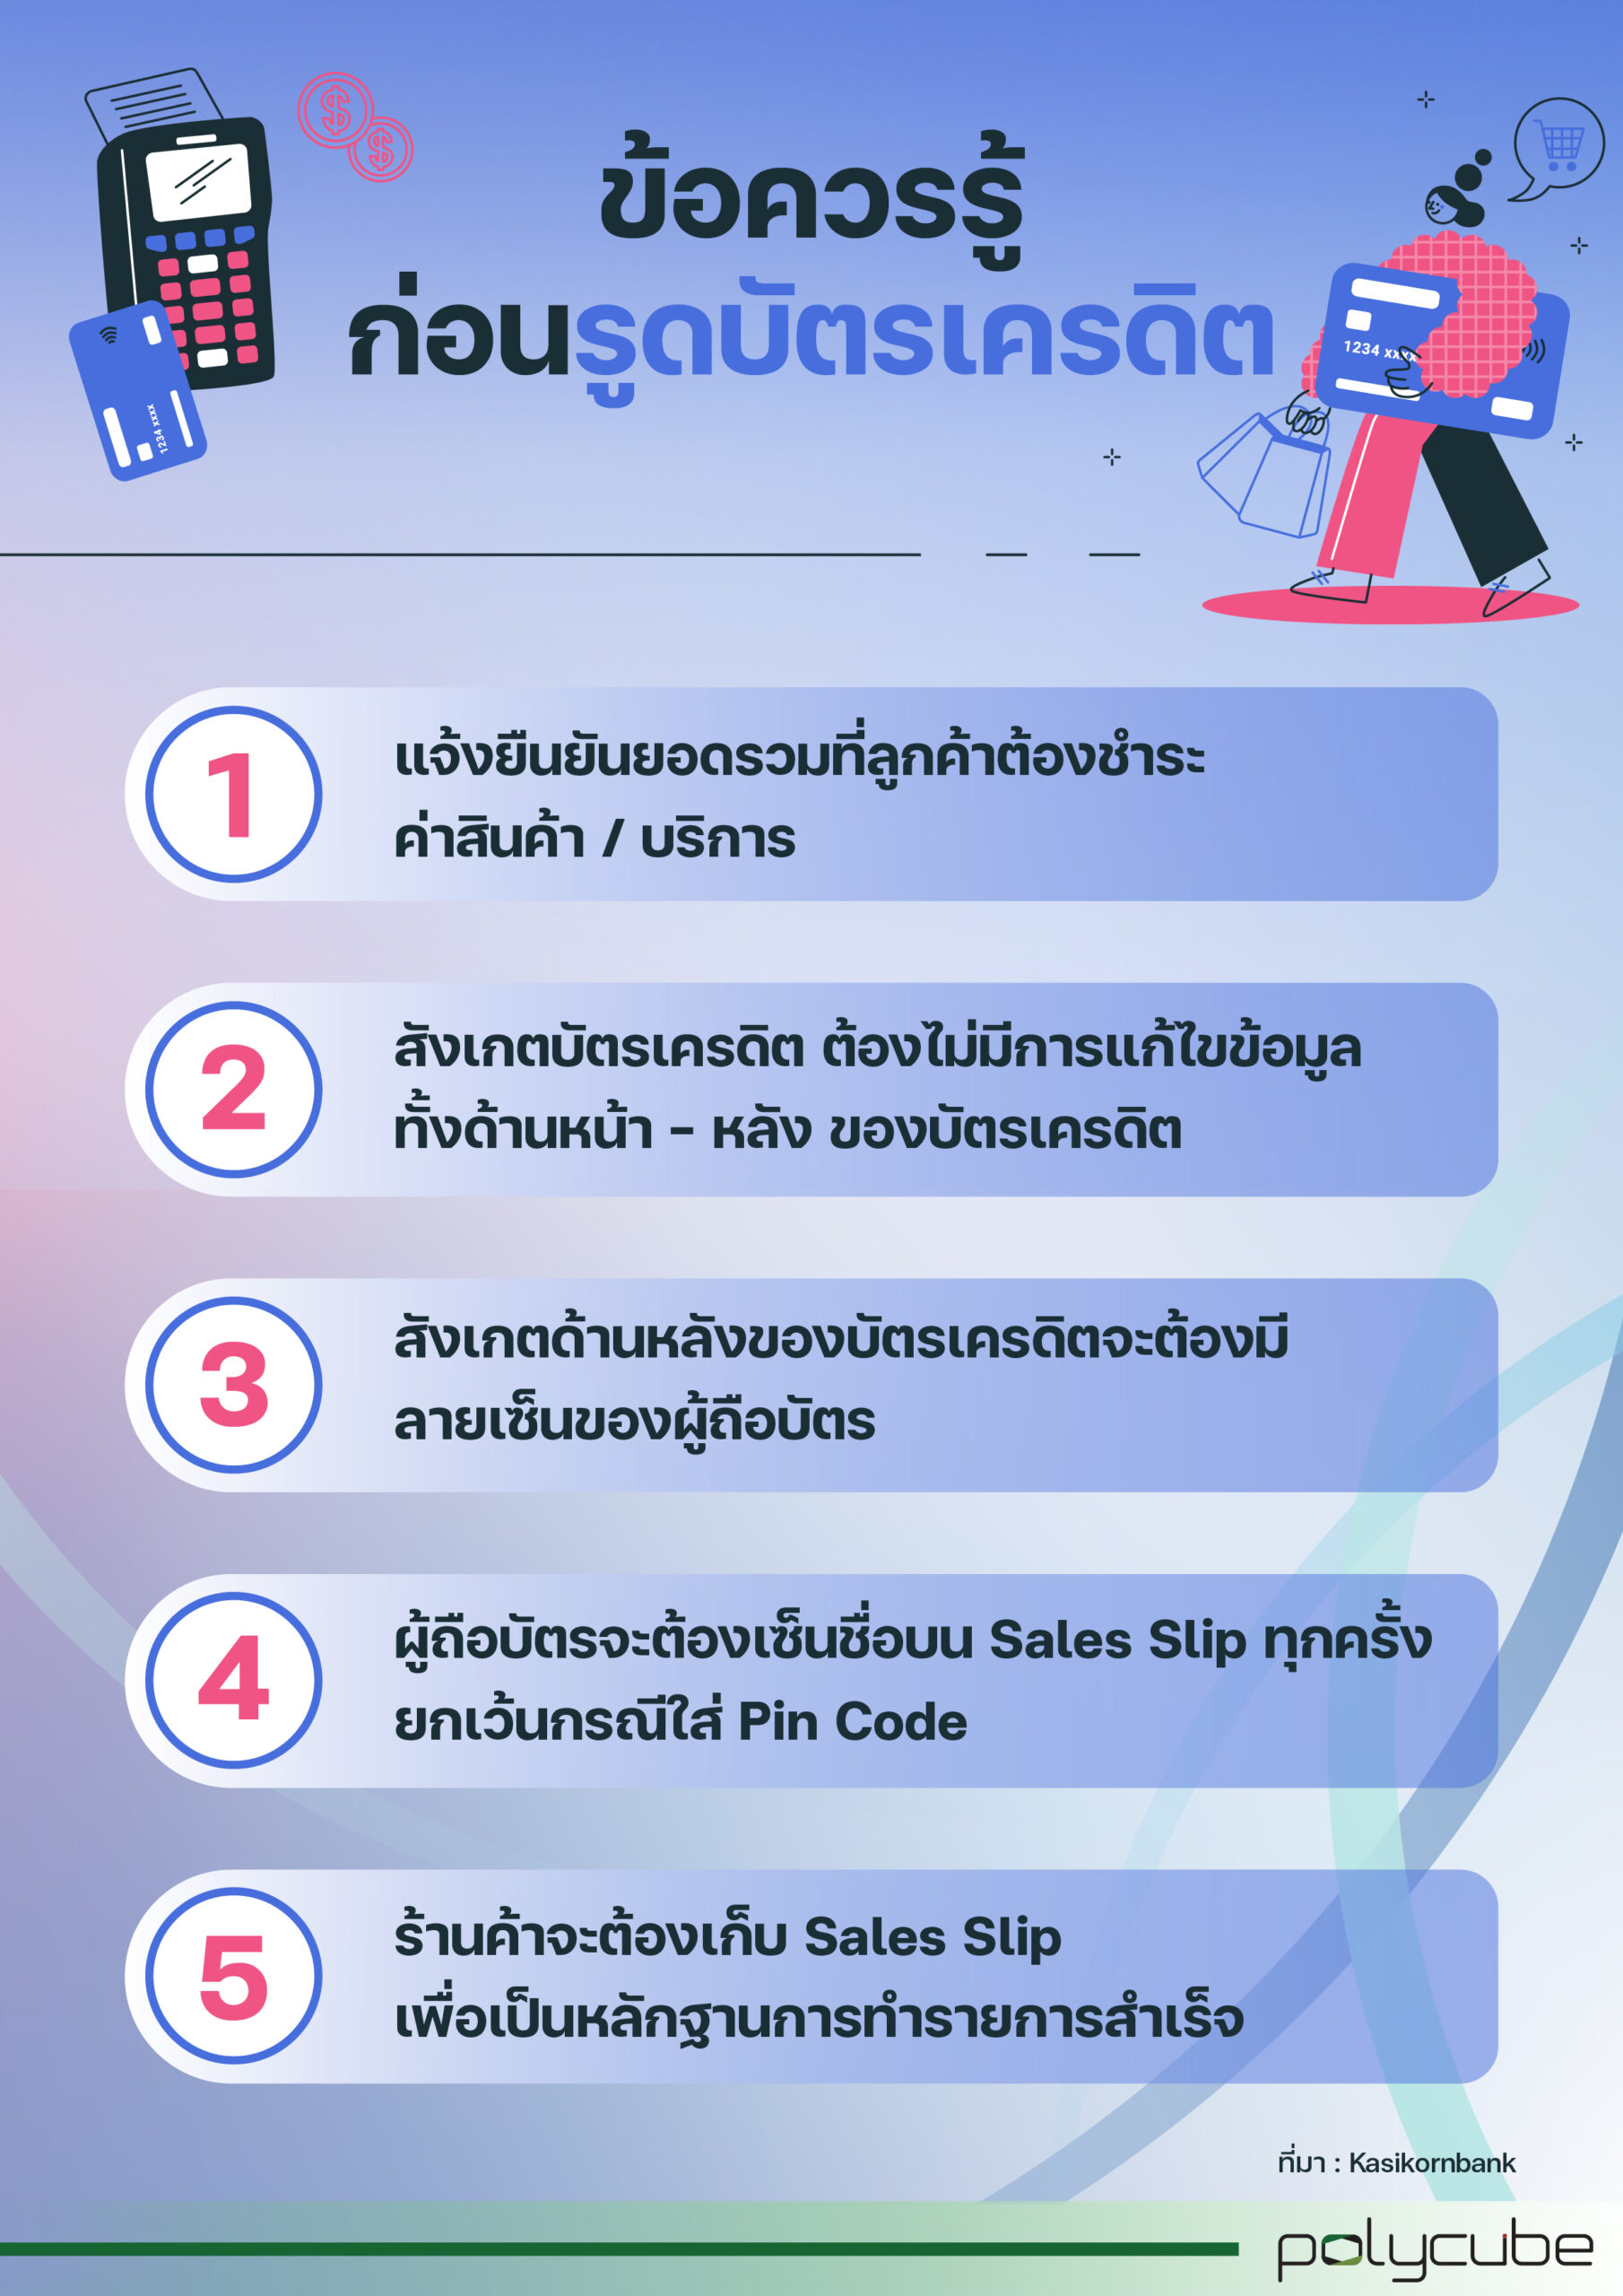 ข้อควรรู้
ก่อนรูดบัตรเครดิต
1234 xxxx
1234 xxxx
1
แจ้งยืนยันยอดรวมที่ลูกค้าต้องชำระ
ค่าสินค้า / บริการ
2
สังเกตบัตรเครดิต ต้องไม่มีการแก้ไขข้อมูล
ทั้งด้านหน้า - หลัง ของบัตรเครดิต
3
สังเกตด้านหลังของบัตรเครดิตจะต้องมี
ลายเซ็นของผู้ถือบัตร
4
ผู้ถือบัตรจะต้องเซ็นชื่อบน Sales Slip ทุกครั้ง
ยกเว้นกรณีใส่ Pin Code
5
ร้านค้าจะต้องเก็บ Sales Slip
เพื่อเป็นหลักฐานการทำรายการสำเร็จ
ที่มา : Kasikornbank
polycube